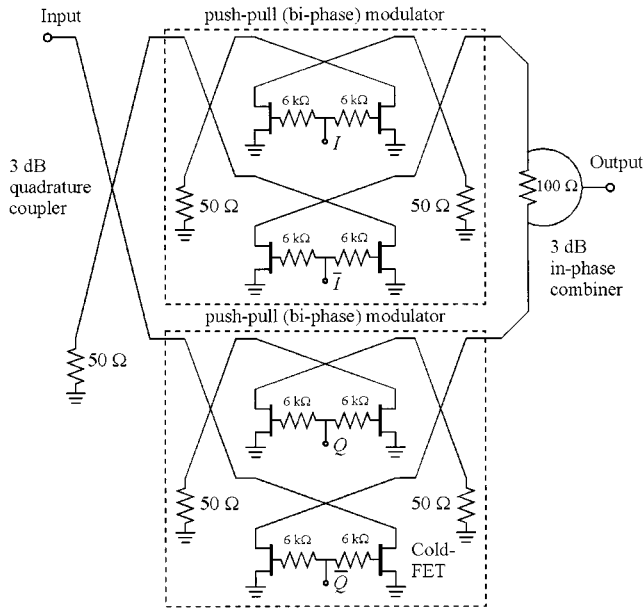 Input
push-pull (bi-phase) modulator
6 kΩ 6 kΩ
I
3 dB
quadrature
coupler
50 Ω
50 Ω
6 kΩ 6 kΩ
I̅
Output
100 Ω
3 dB
in-phase
combiner
push-pull (bi-phase) modulator
50 Ω
6 kΩ 6 kΩ
Q
50 Ω
50 Ω
6 kΩ 6 kΩ
Q̅
Cold-
FET